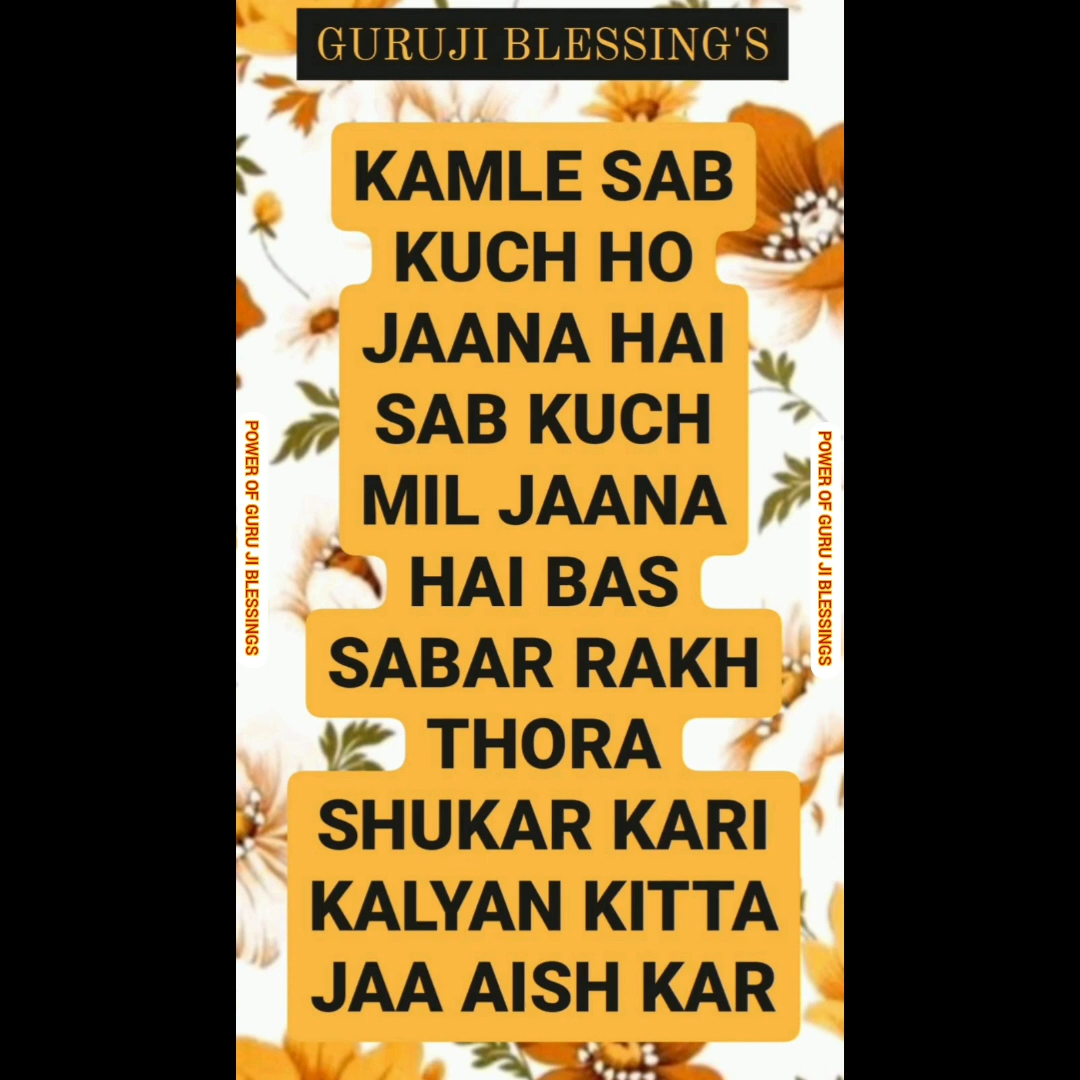 GURUJI BLESSING'S
KAMLE SAB
KUCH HO
JAANA HAI
SAB KUCH
MIL JAANA
HAI BAS
SABAR RAKH
THORA
SHUKAR KARI
KALYAN KITTA
JAA AISH KAR
POWER OF GURU JI BLESSINGS
POWER OF GURU JI BLESSINGS